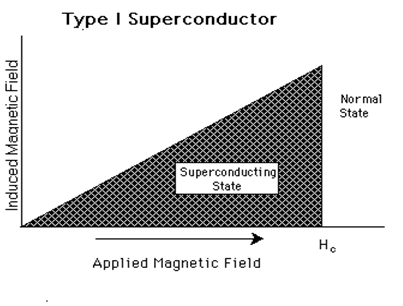 Type I Superconductor
Induced Magnetic Field
Normal
State
Superconducting
State
Hc
Applied Magnetic Field